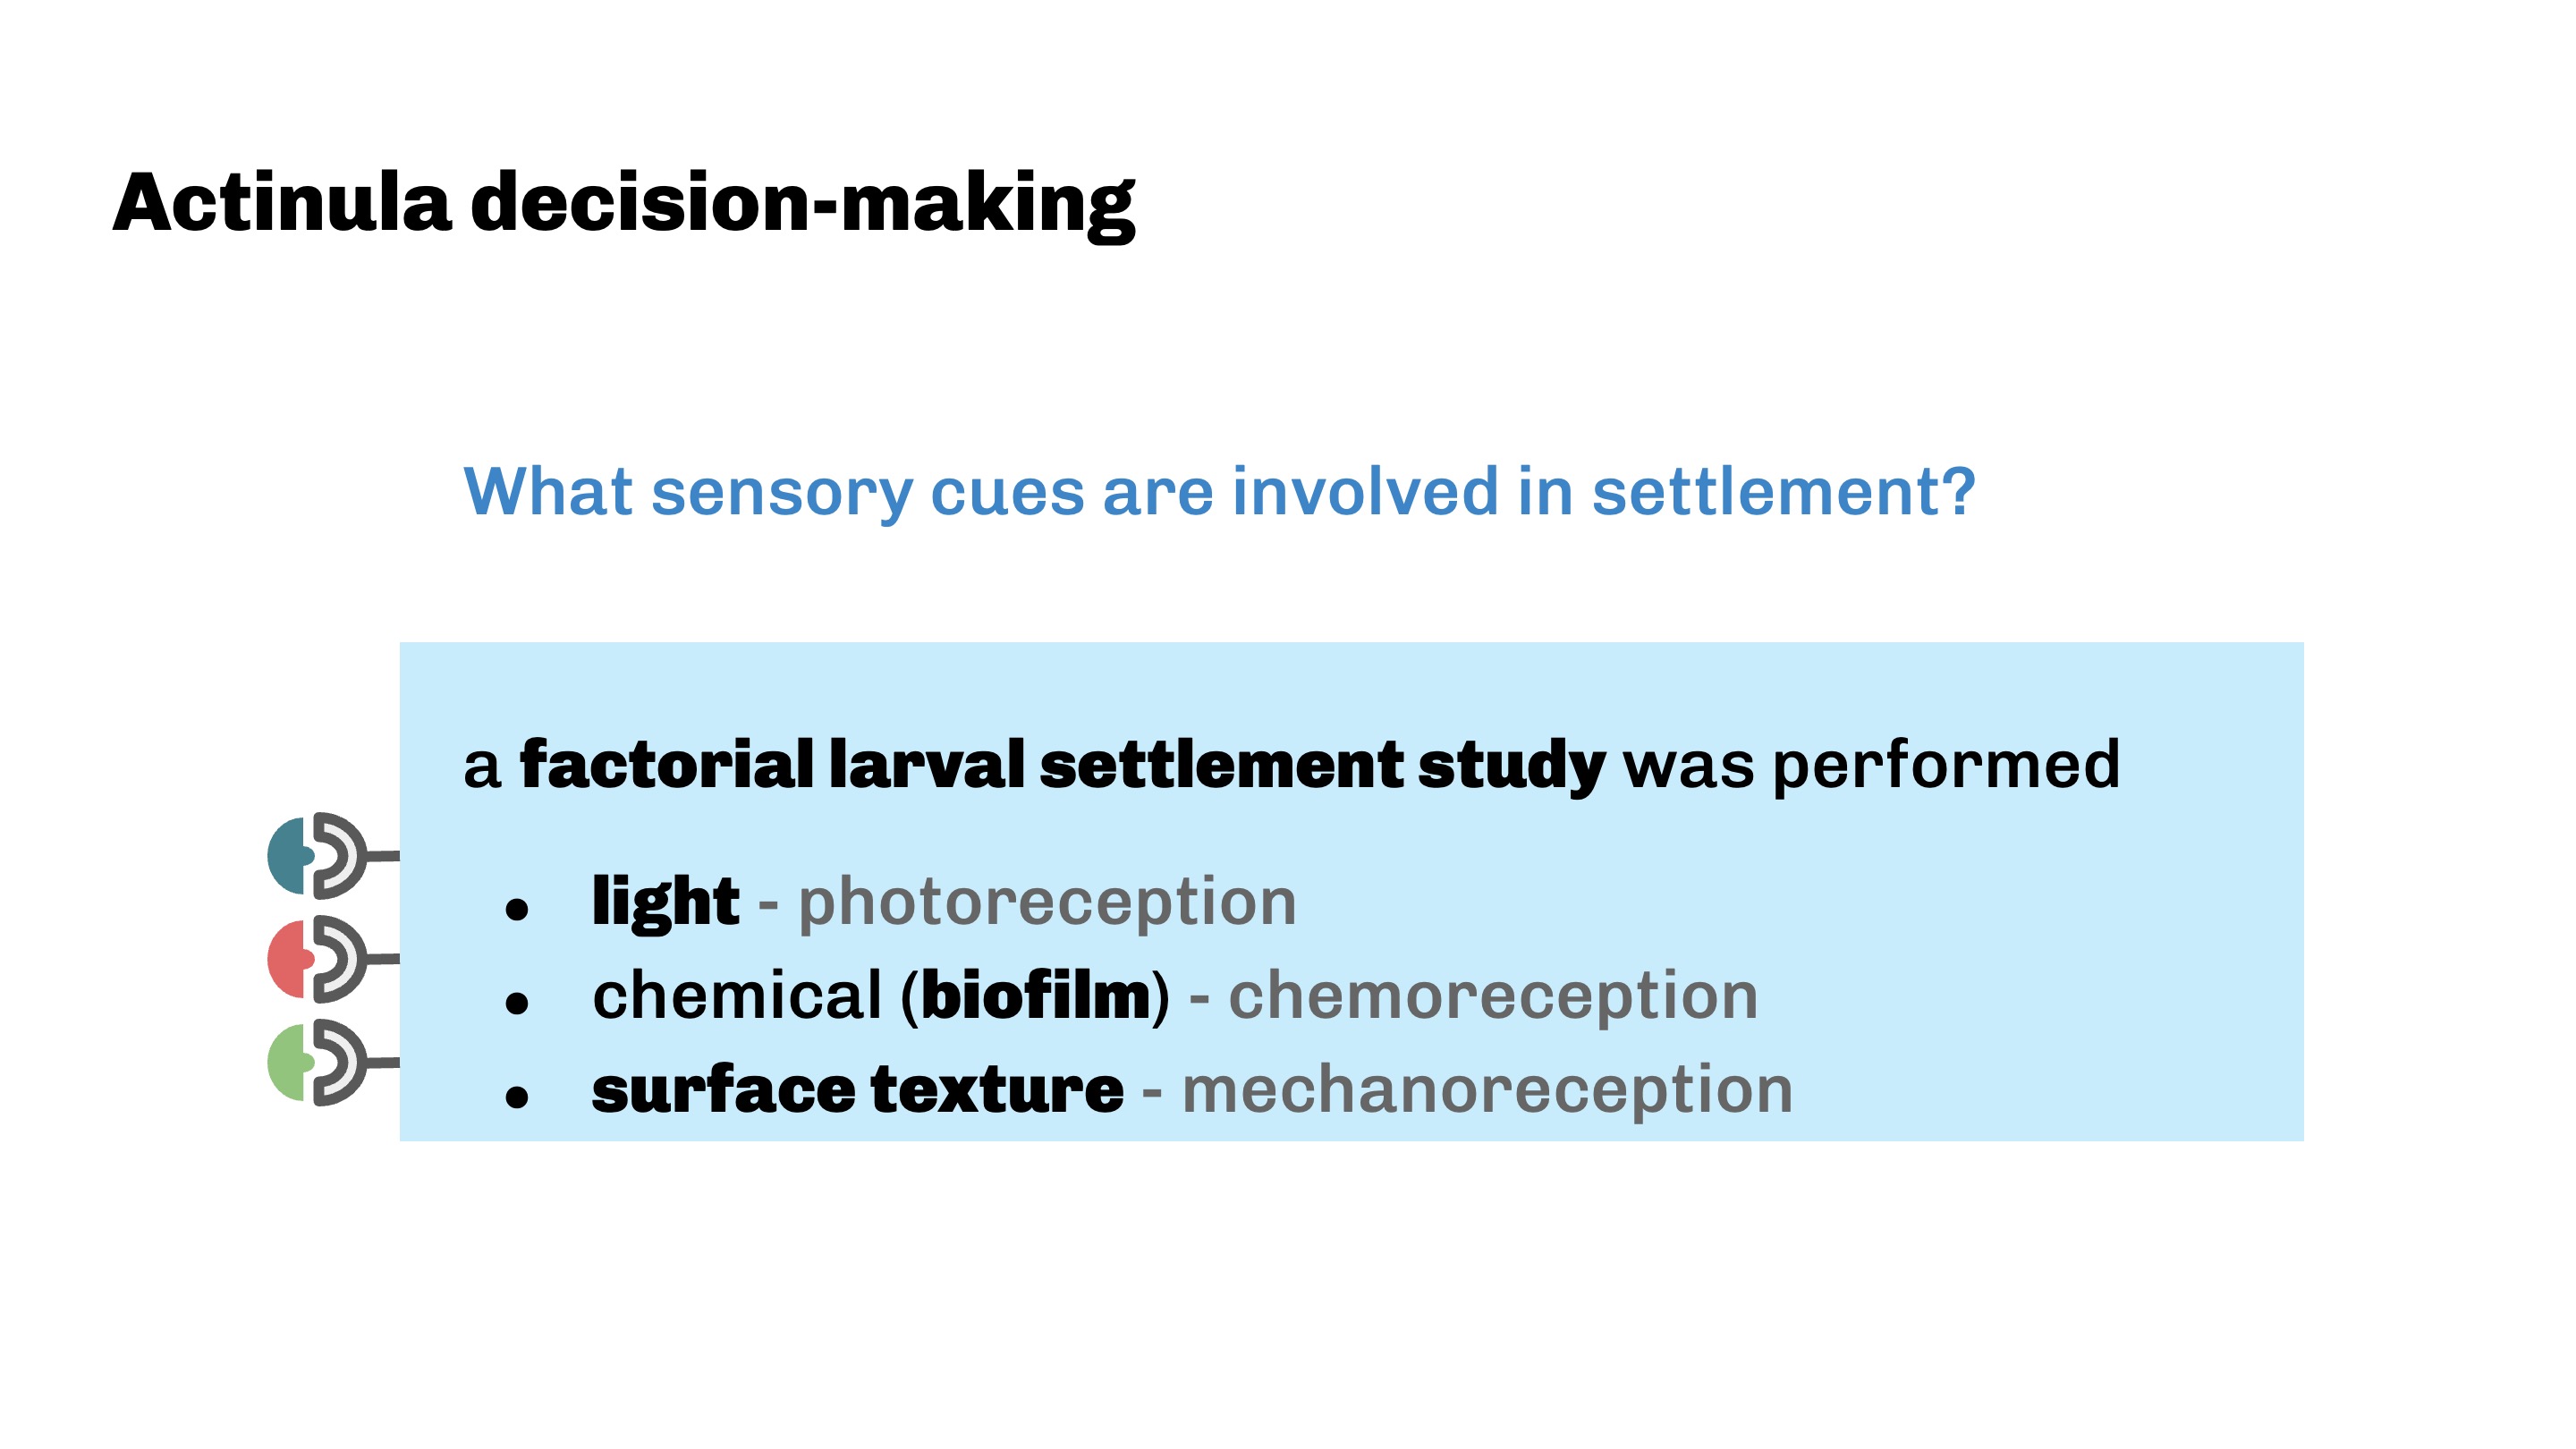 Actinula decision-making
What sensory cues are involved in settlement?
a factorial larval settlement study was performed
● light - photoreception
● chemical (biofilm) - chemoreception
● surface texture - mechanoreception